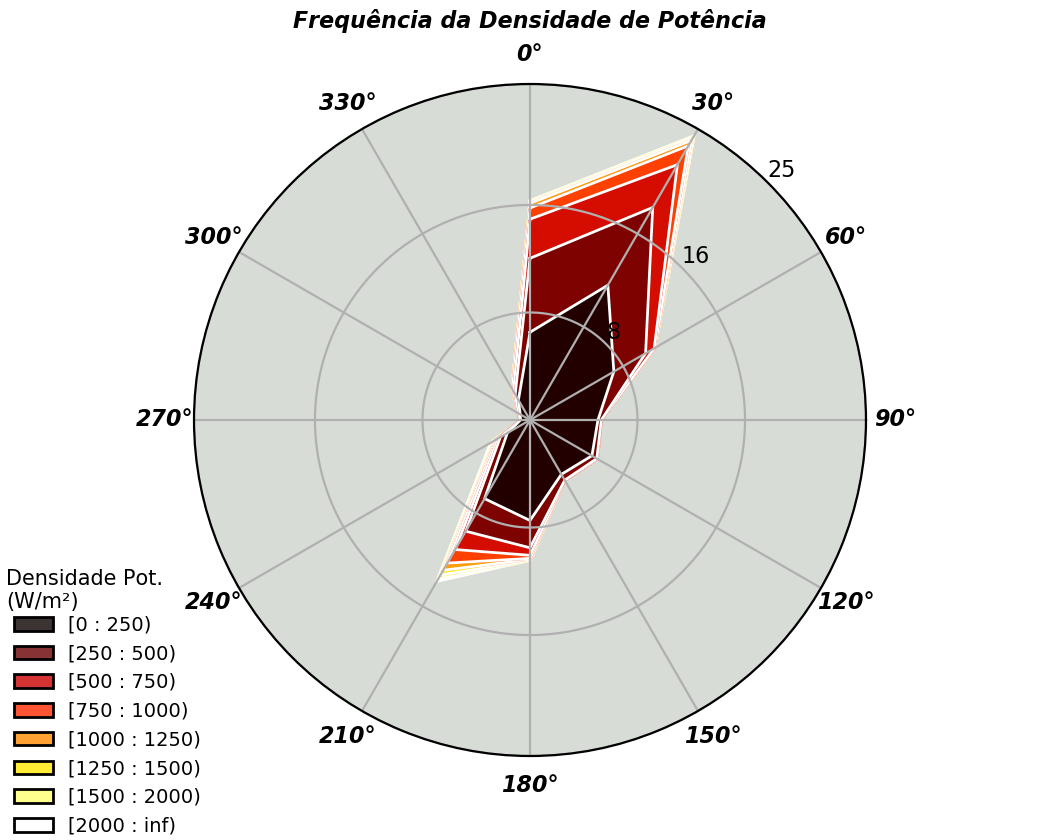 Frequência da Densidade de Potência
0°
330°
30°
25
300°
60°
16
8
270°
90°
240°
120°
210°
150°
180°
Densidade Pot.
(W/m²)
[0 : 250)
[250 : 500)
[500 : 750)
[750 : 1000)
[1000 : 1250)
[1250 : 1500)
[1500 : 2000)
[2000 : inf)